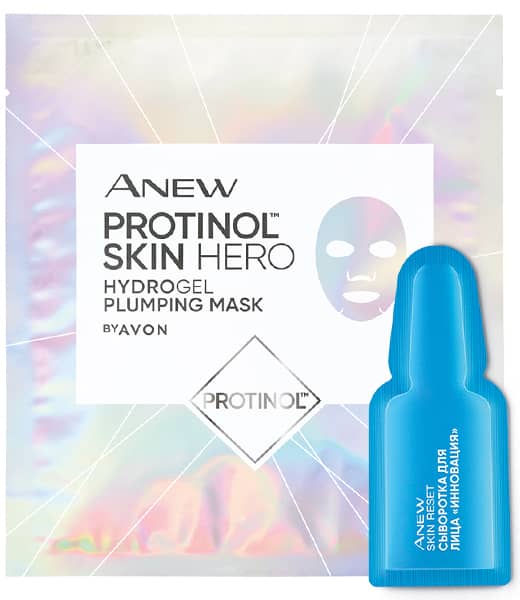 ANEW
PROTINOL™
SKIN HERO
HYDROGEL
PLUMPING MASK
BY AVON
PROTINOL™
ANEW
SKIN RESET
СЫВОРОТКА ДЛЯ
ЛИЦА «ИННОВАЦИЯ»